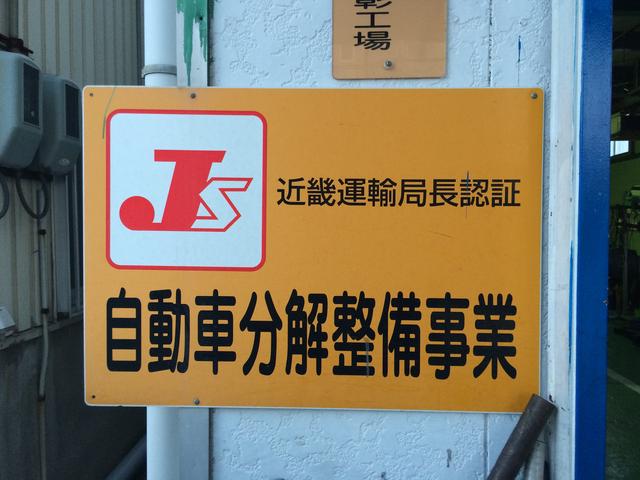 彰工場
JS
近畿運輸局長認証
自動車分解整備事業